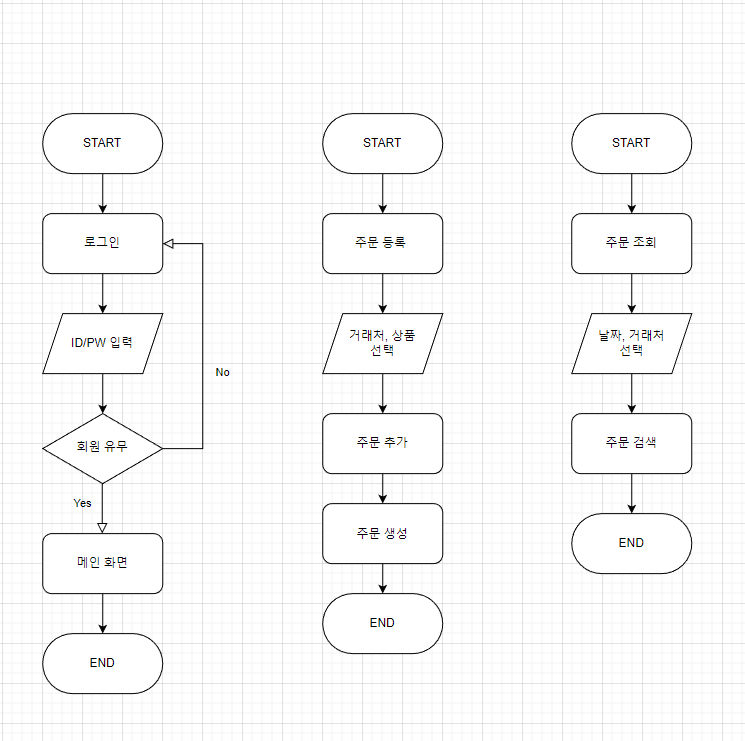 START
로그인
ID/PW 입력
회원 유무
No
Yes
메인 화면
END
START
주문 등록
거래처, 상품
선택
주문 추가
주문 생성
END
START
주문 조회
날짜, 거래처
선택
주문 검색
END